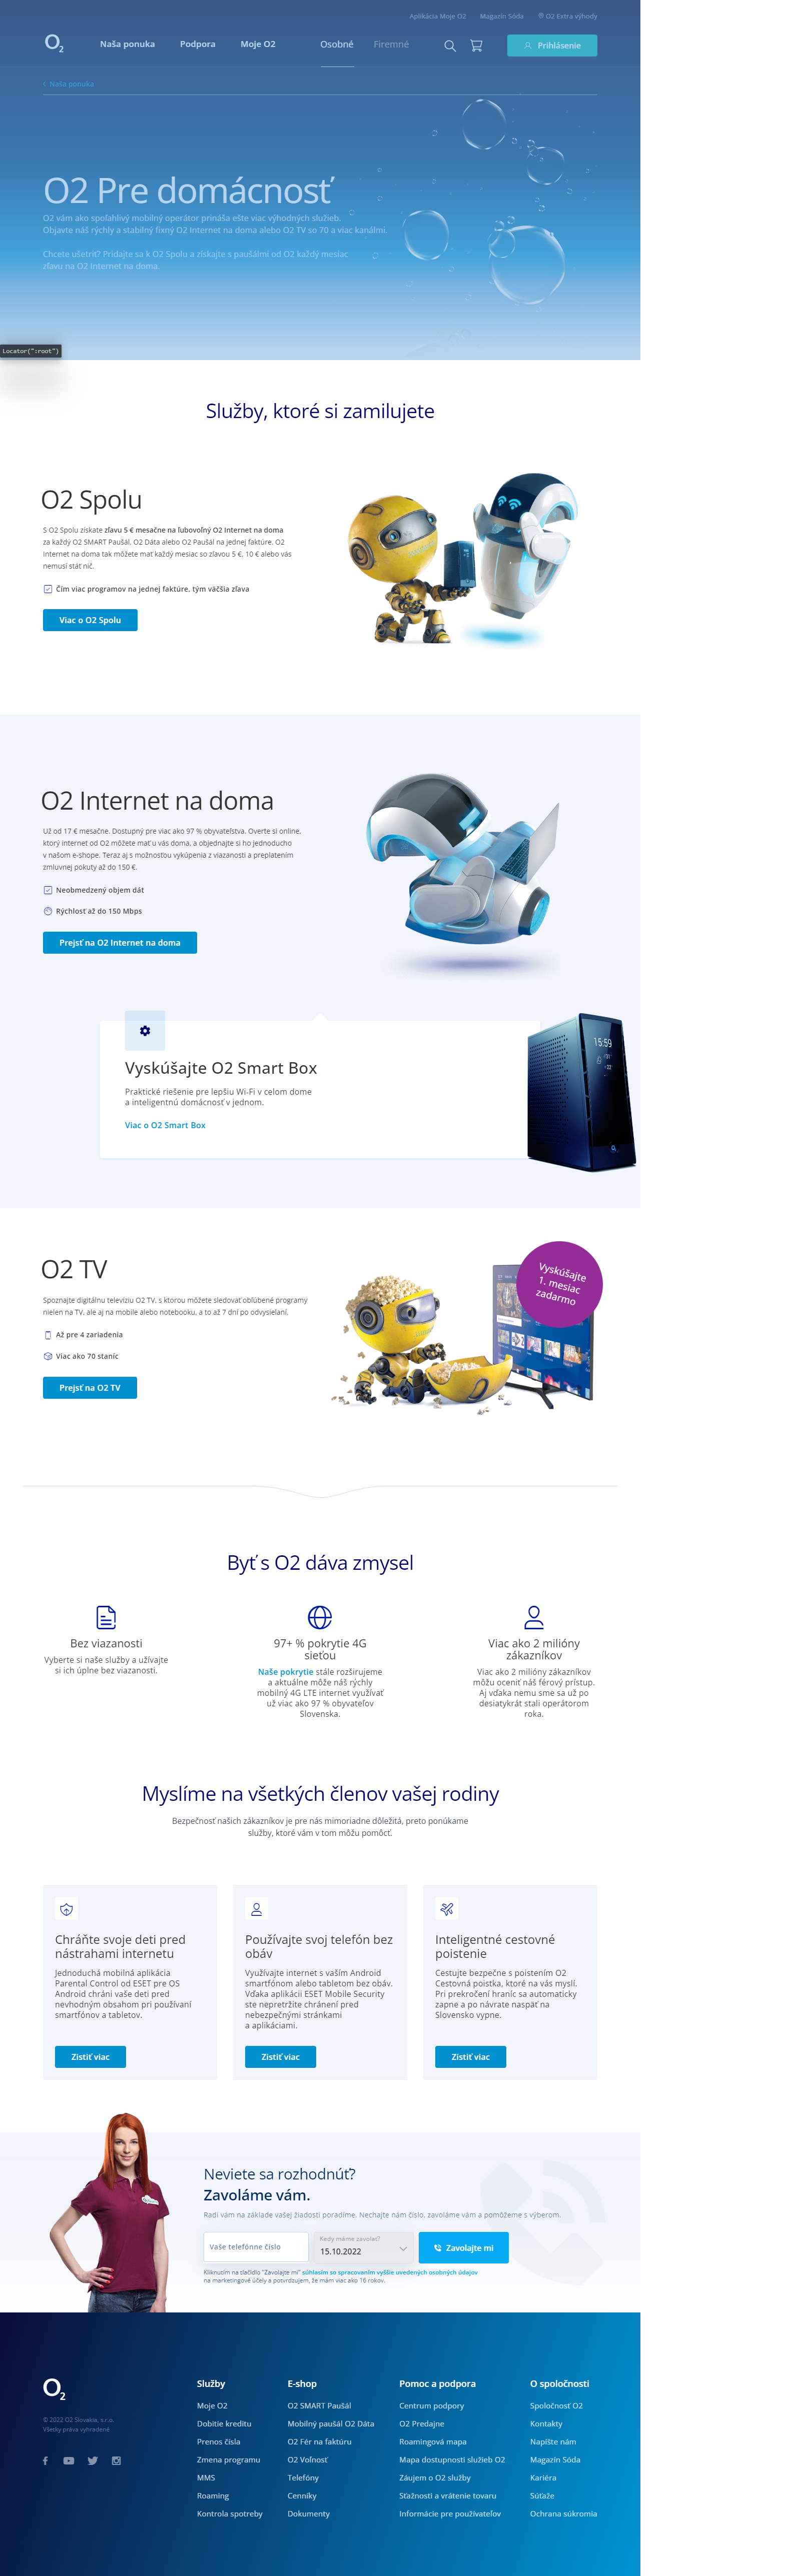 Aplikácia Moje O2 Magazín Sóda O2 Extra výhody
O2 Naša ponuka Podpora Moje O2 Osobné Firemné Prihlásenie
Naša ponuka
O2 Pre domácnosť
O2 vám ako spoľahlivý mobilný operátor prináša ešte viac výhodných služieb.
Objavte náš rýchly a stabilný fixný O2 Internet na doma alebo O2 TV so 70 a viac kanálmi.
Chcete ušetriť? Pridajte sa k O2 Spolu a získajte s paušálmi od O2 každý mesiac
zľavu na O2 Internet na doma.
Locator(":root")
Služby, ktoré si zamilujete
O2 Spolu
S O2 Spolu získate zľavu 5 € mesačne na ľubovoľný O2 Internet na doma
za každý O2 SMART Paušál, O2 Dáta alebo O2 Paušál na jednej faktúre. O2
Internet na doma tak môžete mať každý mesiac so zľavou 5 €, 10 € alebo vás
nemusí stáť nič.
Čím viac programov na jednej faktúre, tým väčšia zľava
Viac o O2 Spolu
O2 Internet na doma
Už od 17 € mesačne. Dostupný pre viac ako 97 % obyvateľstva. Overte si online,
ktorý internet od O2 môžete mať u vás doma, a objednajte si ho jednoducho
v našom e-shope. Teraz aj s možnosťou vykúpenia z viazanosti a preplatením
zmluvnej pokuty až do 150 €.
Neobmedzený objem dát
Rýchlosť až do 150 Mbps
Prejsť na O2 Internet na doma
15:59
Vyskúšajte O2 Smart Box
Praktické riešenie pre lepšiu Wi-Fi v celom dome
a inteligentnú domácnosť v jednom.
Viac o O2 Smart Box
O2 TV
Spoznajte digitálnu televíziu O2 TV, s ktorou môžete sledovať obľúbené programy
nielen na TV, ale aj na mobile alebo notebooku, a to až 7 dní po odvysielaní.
Až pre 4 zariadenia
Viac ako 70 staníc
Prejsť na O2 TV
Vyskúšajte
1. mesiac
zadarmo
Byť s O2 dáva zmysel
Bez viazanosti
Vyberte si naše služby a užívajte
si ich úplne bez viazanosti.
97+ % pokrytie 4G
sieťou
Naše pokrytie stále rozširujeme
a aktuálne môže náš rýchly
mobilný 4G LTE internet využívať
už viac ako 97 % obyvateľov
Slovenska.
Viac ako 2 milióny
zákazníkov
Viac ako 2 milióny zákazníkov
môžu oceniť náš férový prístup.
Aj vďaka nemu sme sa už po
desiatykrát stali operátorom
roka.
Myslíme na všetkých členov vašej rodiny
Bezpečnosť našich zákazníkov je pre nás mimoriadne dôležitá, preto ponúkame
služby, ktoré vám v tom môžu pomôcť.
Chráňte svoje deti pred
nástrahami internetu
Jednoduchá mobilná aplikácia
Parental Control od ESET pre OS
Android chráni vaše deti pred
nevhodným obsahom pri používaní
smartfónov a tabletov.
Zistiť viac
Používajte svoj telefón bez
obáv
Využívajte internet s vaším Android
smartfónom alebo tabletom bez obáv.
Vďaka aplikácii ESET Mobile Security
ste nepretržite chránení pred
nebezpečnými stránkami
a aplikáciami.
Zistiť viac
Inteligentné cestovné
poistenie
Cestujte bezpečne s poistením O2
Cestovná poistka, ktoré na vás myslí.
Pri prekročení hraníc sa automaticky
zapne a po návrate naspäť na
Slovensko vypne.
Zistiť viac
Neviete sa rozhodnúť?
Zavoláme vám.
Radi vám na základe vašej žiadosti poradíme. Nechajte nám číslo, zavoláme vám a pomôžeme s výberom.
Vaše telefónne číslo
Kedy máme zavolať?
15.10.2022
Zavolajte mi
Kliknutím na tlačidlo "Zavolajte mi" súhlasím so spracovaním vyššie uvedených osobných údajov
na marketingové účely a potvrdzujem, že mám viac ako 16 rokov.
O2
© 2022 O2 Slovakia, s.r.o.
Všetky práva vyhradené
Služby
Moje O2
Dobitie kreditu
Prenos čísla
Zmena programu
MMS
Roaming
Kontrola spotreby
E-shop
O2 SMART Paušál
Mobilný paušál O2 Dáta
O2 Fér na faktúru
O2 Voľnosť
Telefóny
Cenníky
Dokumenty
Pomoc a podpora
Centrum podpory
O2 Predajne
Roamingová mapa
Mapa dostupnosti služieb O2
Záujem o O2 služby
Sťažnosti a vrátenie tovaru
Informácie pre používateľov
O spoločnosti
Spoločnosť O2
Kontakty
Napíšte nám
Magazín Sóda
Kariéra
Súťaže
Ochrana súkromia